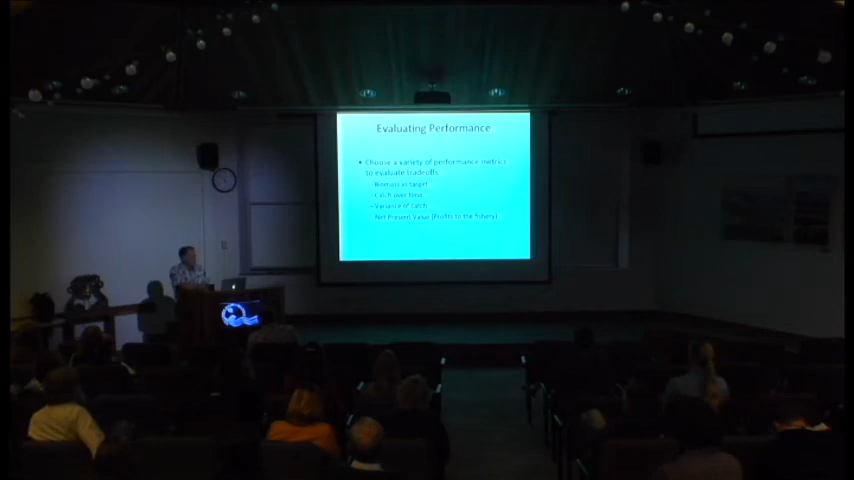 Evaluating Performance
• Choose a variety of performance metrics
to evaluate tradeoffs
– Biomass vs target
– Catch over time
– Variance of catch
– Net Present Value (Profits to the fishery)